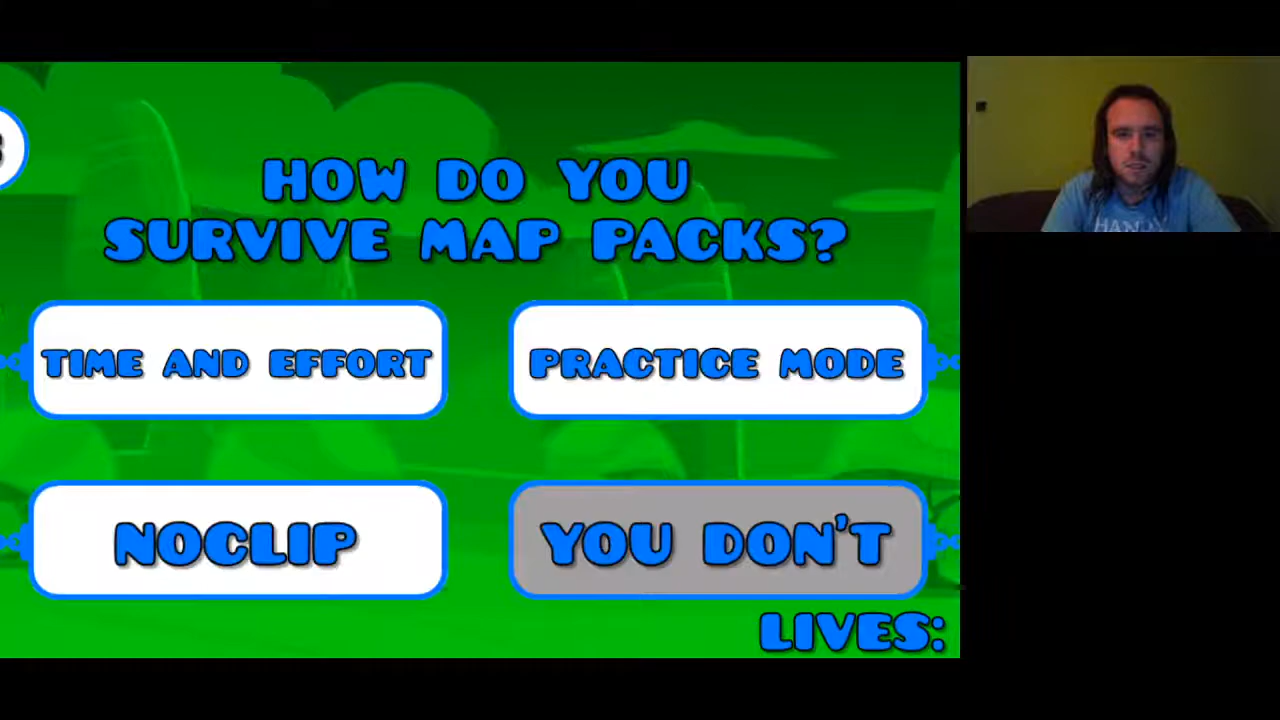 HOW DO YOU
SURVIVE MAP PACKS?
TIME AND EFFORT
PRACTICE MODE
NOCLIP
YOU DON'T
LIVES: